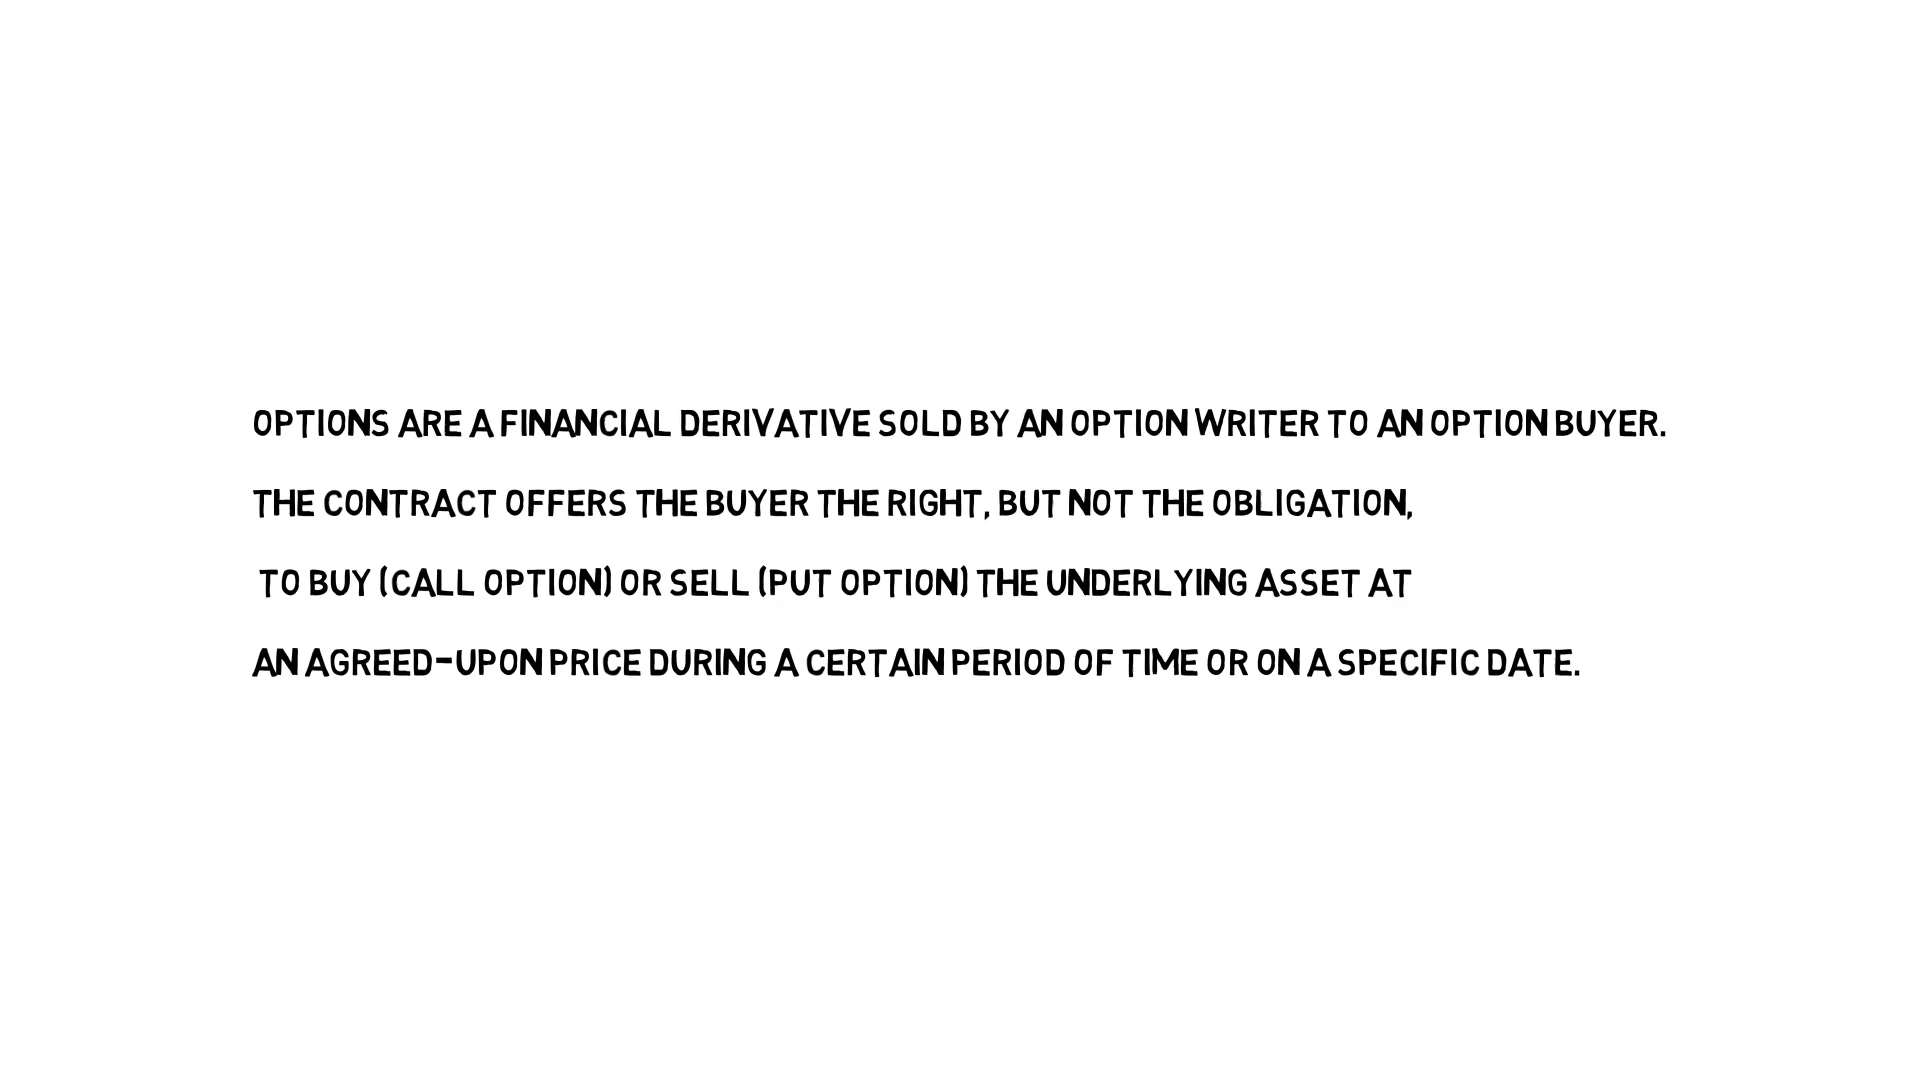 OPTIONS ARE A FINANCIAL DERIVATIVE SOLD BY AN OPTION WRITER TO AN OPTION BUYER.
THE CONTRACT OFFERS THE BUYER THE RIGHT, BUT NOT THE OBLIGATION,
TO BUY (CALL OPTION) OR SELL (PUT OPTION) THE UNDERLYING ASSET AT
AN AGREED-UPON PRICE DURING A CERTAIN PERIOD OF TIME OR ON A SPECIFIC DATE.